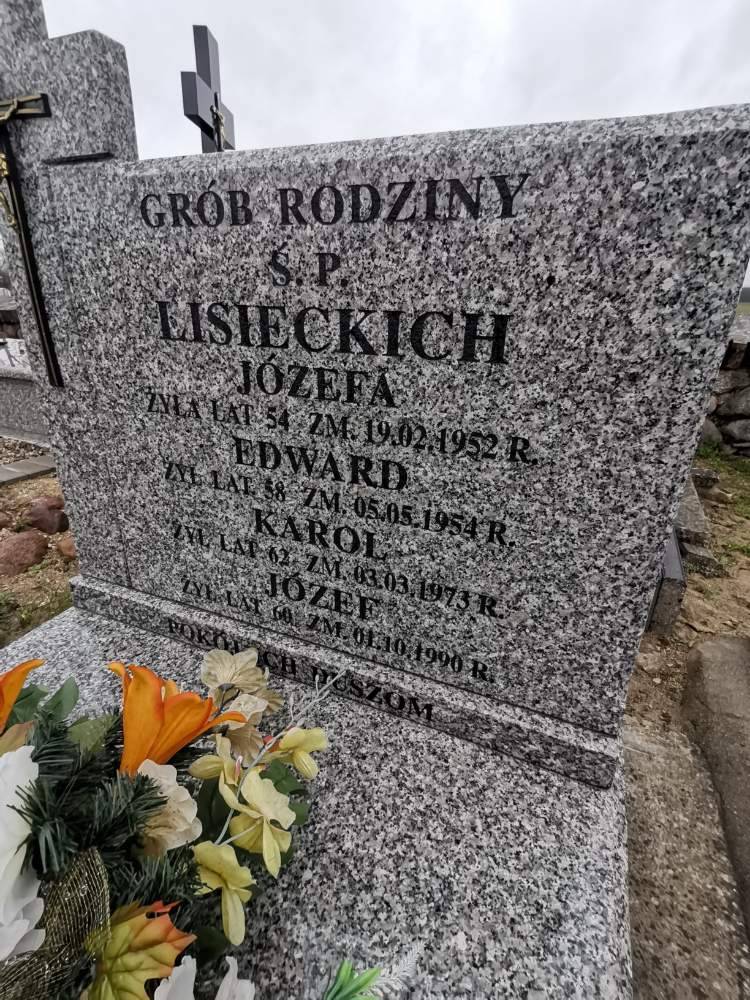 GRÓB RODZINY
Ś. P.
LISIECKICH
JÓZEFA
ŻYŁA LAT 54 ZM. 19.02.1952 R.
EDWARD
ŻYŁ LAT 58 ZM. 05.05.1954 R.
KAROL
ŻYŁ LAT 62 ZM. 03.03.1973 R.
JÓZEF
ŻYŁ LAT 60 ZM. 01.10.1990 R.
POKÓJ ICH DUSZOM